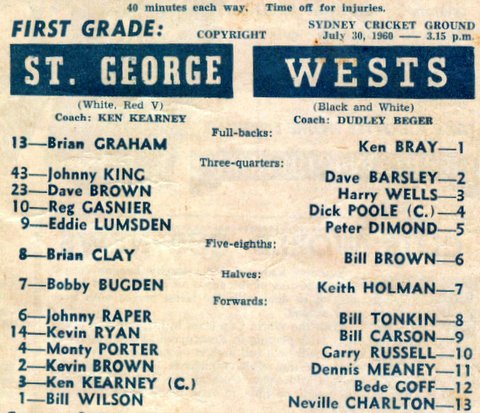 40 minutes each way. Time off for injuries.
FIRST GRADE: COPYRIGHT SYDNEY CRICKET GROUND
July 30, 1960 — 3.15 p.m.
ST. GEORGE WESTS
(White, Red V) (Black and White)
Coach: KEN KEARNEY Coach: DUDLEY BEGER
Full-backs:
13—Brian GRAHAM Ken BRAY—1
Three-quarters:
43—Johnny KING Dave BARSLEY—2
23—Dave BROWN Harry WELLS—3
10—Reg GASNIER Dick POOLE (C.)—4
9—Eddie LUMSDEN Peter DIMOND—5
Five-eighths:
8—Brian CLAY Bill BROWN—6
Halves:
7—Bobby BUGDEN Keith HOLMAN—7
Forwards:
6—Johnny RAPER Bill TONKIN—8
14—Kevin RYAN Bill CARSON—9
4—Monty PORTER Garry RUSSELL—10
2—Kevin BROWN Dennis MEANEY—11
3—Ken KEARNEY (C.) Bede GOFF—12
1—Bill WILSON Neville CHARLTON—13